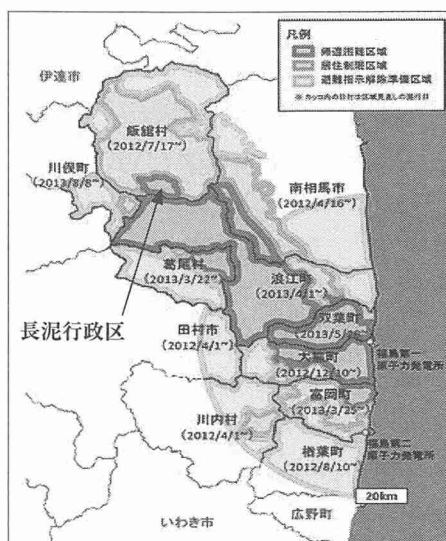 凡例
帰還困難区域
居住制限区域
避難指示解除準備区域
※ カッコ内の日付は区域見直しの施行日
伊達市
飯舘村
(2012/7/17~)
川俣町
(2013/8/8~)
南相馬市
(2012/4/16~)
葛尾村
(2013/3/22~)
浪江町
(2013/4/1~)
長泥行政区
双葉町
田村市
(2012/4/1~)
大熊町
(2012/12/10~)
福島第一
原子力発電所
富岡町
(2013/3/25~)
川内村
(2012/4/1~)
福島第二
原子力発電所
楢葉町
(2012/8/10~)
20km
いわき市
広野町